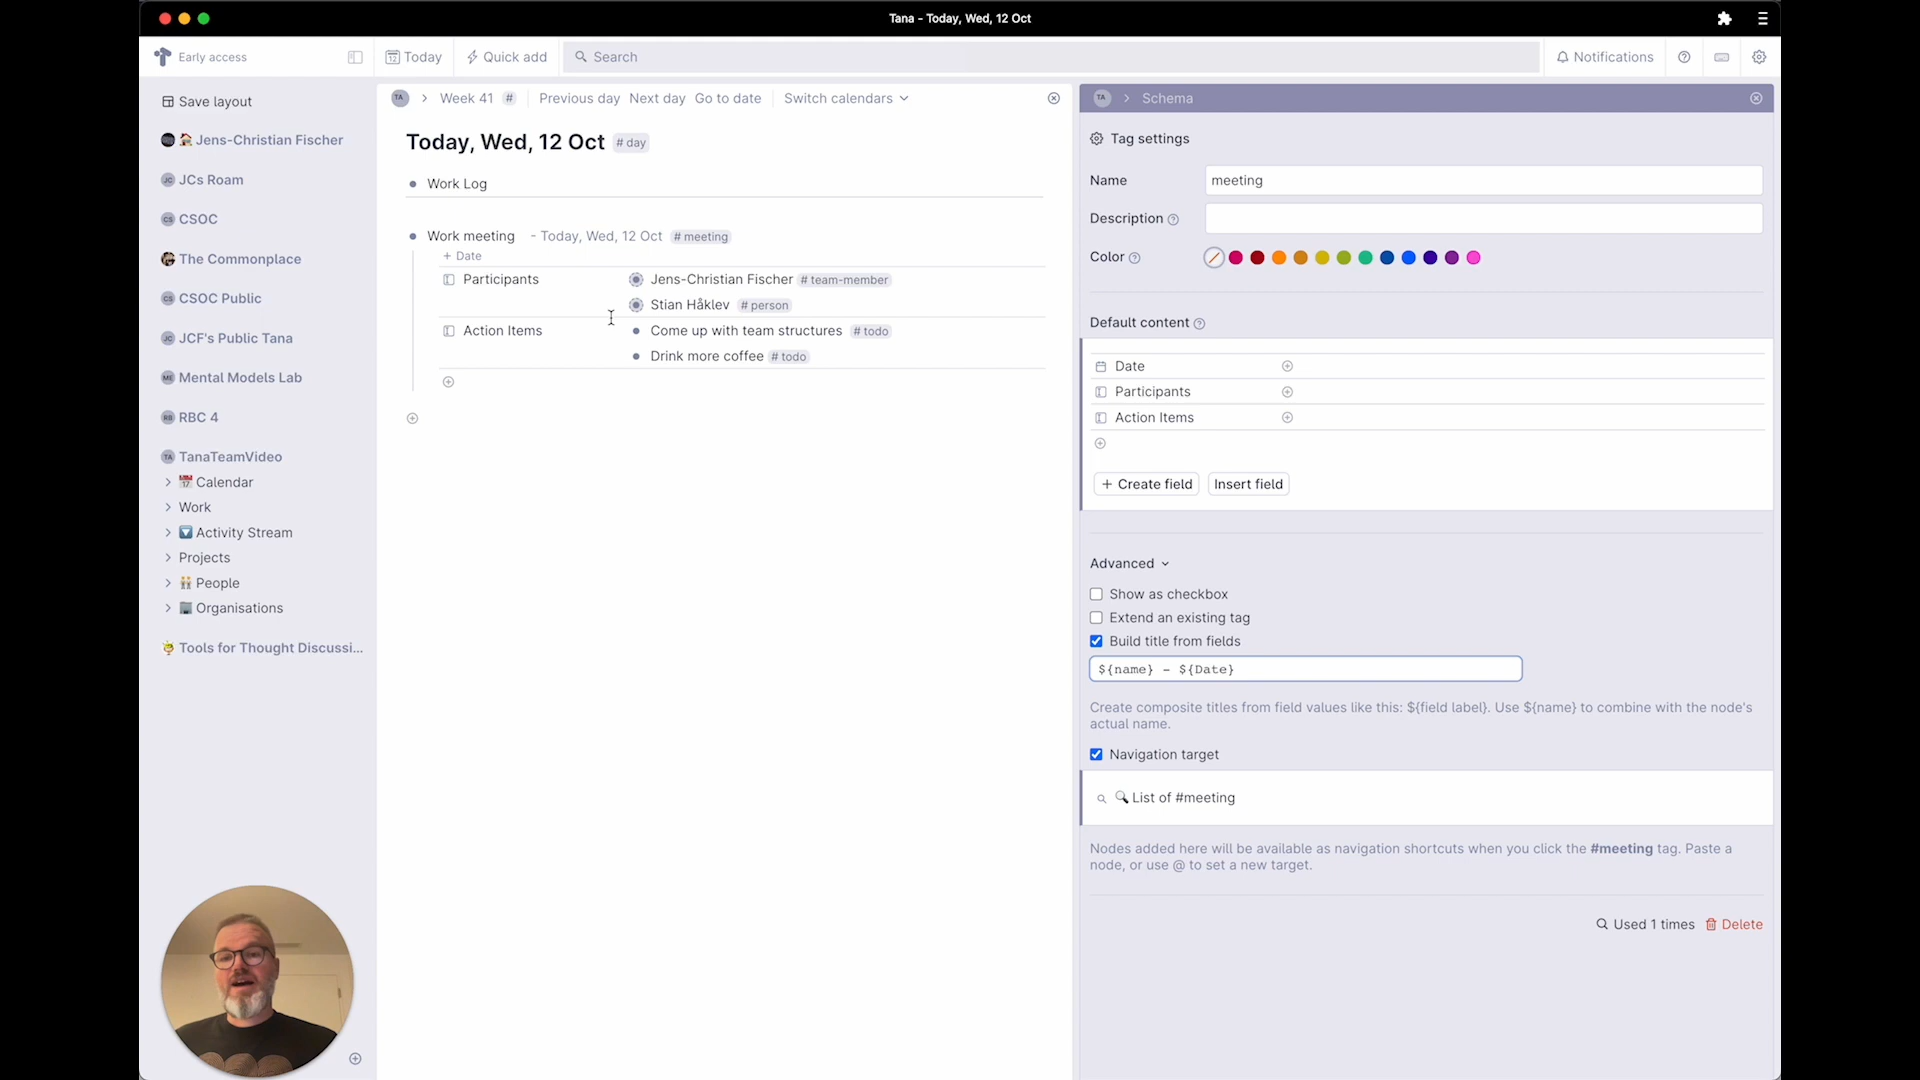 Tana - Today, Wed, 12 Oct
Early access
Today
Quick add
Search
Notifications
Save layout
Jens-Christian Fischer
JCs Roam
CSOC
The Commonplace
CSOC Public
JCF's Public Tana
Mental Models Lab
RBC 4
TanaTeamVideo
Calendar
Work
Activity Stream
Projects
People
Organisations
Tools for Thought Discussi...
TA > Week 41 # Previous day Next day Go to date Switch calendars
Today, Wed, 12 Oct # day
Work Log
Work meeting - Today, Wed, 12 Oct # meeting
+ Date
Participants Jens-Christian Fischer # team-member
Stian Håklev # person
Action Items Come up with team structures # todo
Drink more coffee # todo
TA > Schema
Tag settings
Name meeting
Description
Color
Default content
Date
Participants
Action Items
+ Create field Insert field
Advanced
Show as checkbox
Extend an existing tag
Build title from fields
${name} - ${Date}
Create composite titles from field values like this: ${field label}. Use ${name} to combine with the node's
actual name.
Navigation target
List of #meeting
Nodes added here will be available as navigation shortcuts when you click the #meeting tag. Paste a
node, or use @ to set a new target.
Used 1 times Delete